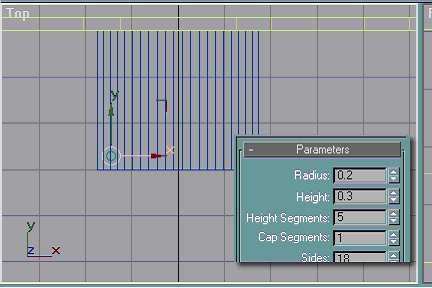 Top
y
x
- Parameters
Radius: 0.2
Height: 0.3
Height Segments: 5
Cap Segments: 1
y
z x
Sides: 18